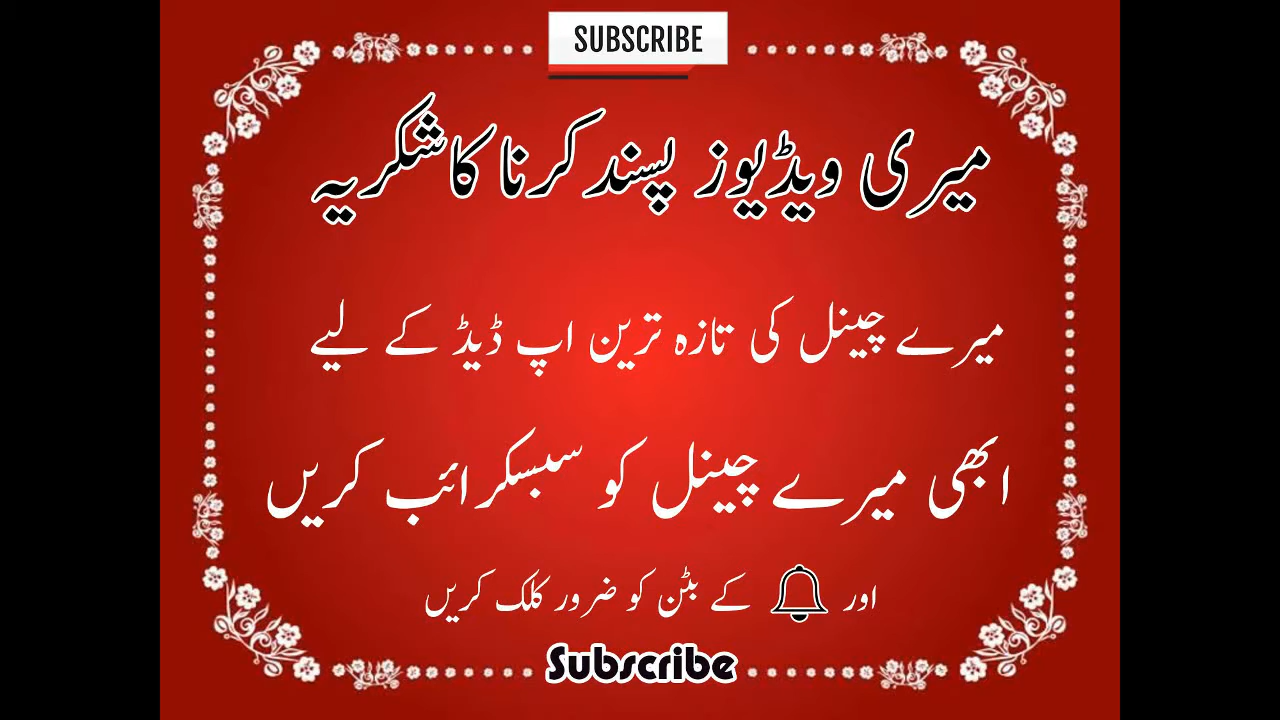 SUBSCRIBE
میری ویڈیوز پسند کرنا کا شکریہ
میرے چینل کی تازہ ترین اپ ڈیڈ کے لیے
ابھی میرے چینل کو سبسکرائب کریں
اور کے بٹن کو ضرور کلک کریں
Subscribe